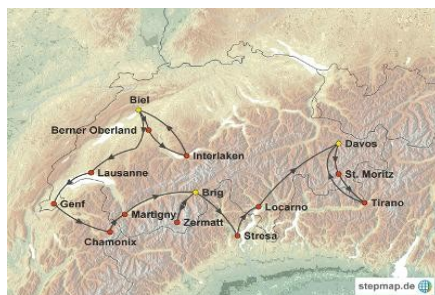 Biel
Berner Oberland
Interlaken
Lausanne
Genf
Chamonix
Martigny
Zermatt
Brig
Stresa
Locarno
Davos
St. Moritz
Tirano
stepmap.de